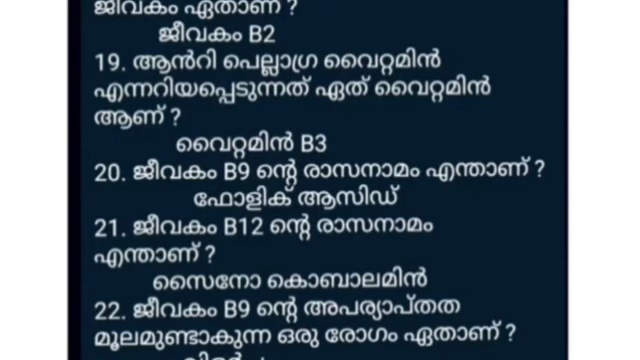 ജീവകം ഏതാണ് ?
ജീവകം B2
19. ആൻറി പെല്ലാഗ്ര വൈറ്റമിൻ
എന്നറിയപ്പെടുന്നത് ഏത് വൈറ്റമിൻ
ആണ് ?
വൈറ്റമിൻ B3
20. ജീവകം B9 ന്റെ രാസനാമം എന്താണ് ?
ഫോളിക് ആസിഡ്
21. ജീവകം B12 ന്റെ രാസനാമം
എന്താണ് ?
സൈനോ കൊബാലമിൻ
22. ജീവകം B9 ന്റെ അപര്യാപ്തത
മൂലമുണ്ടാകുന്ന ഒരു രോഗം ഏതാണ് ?